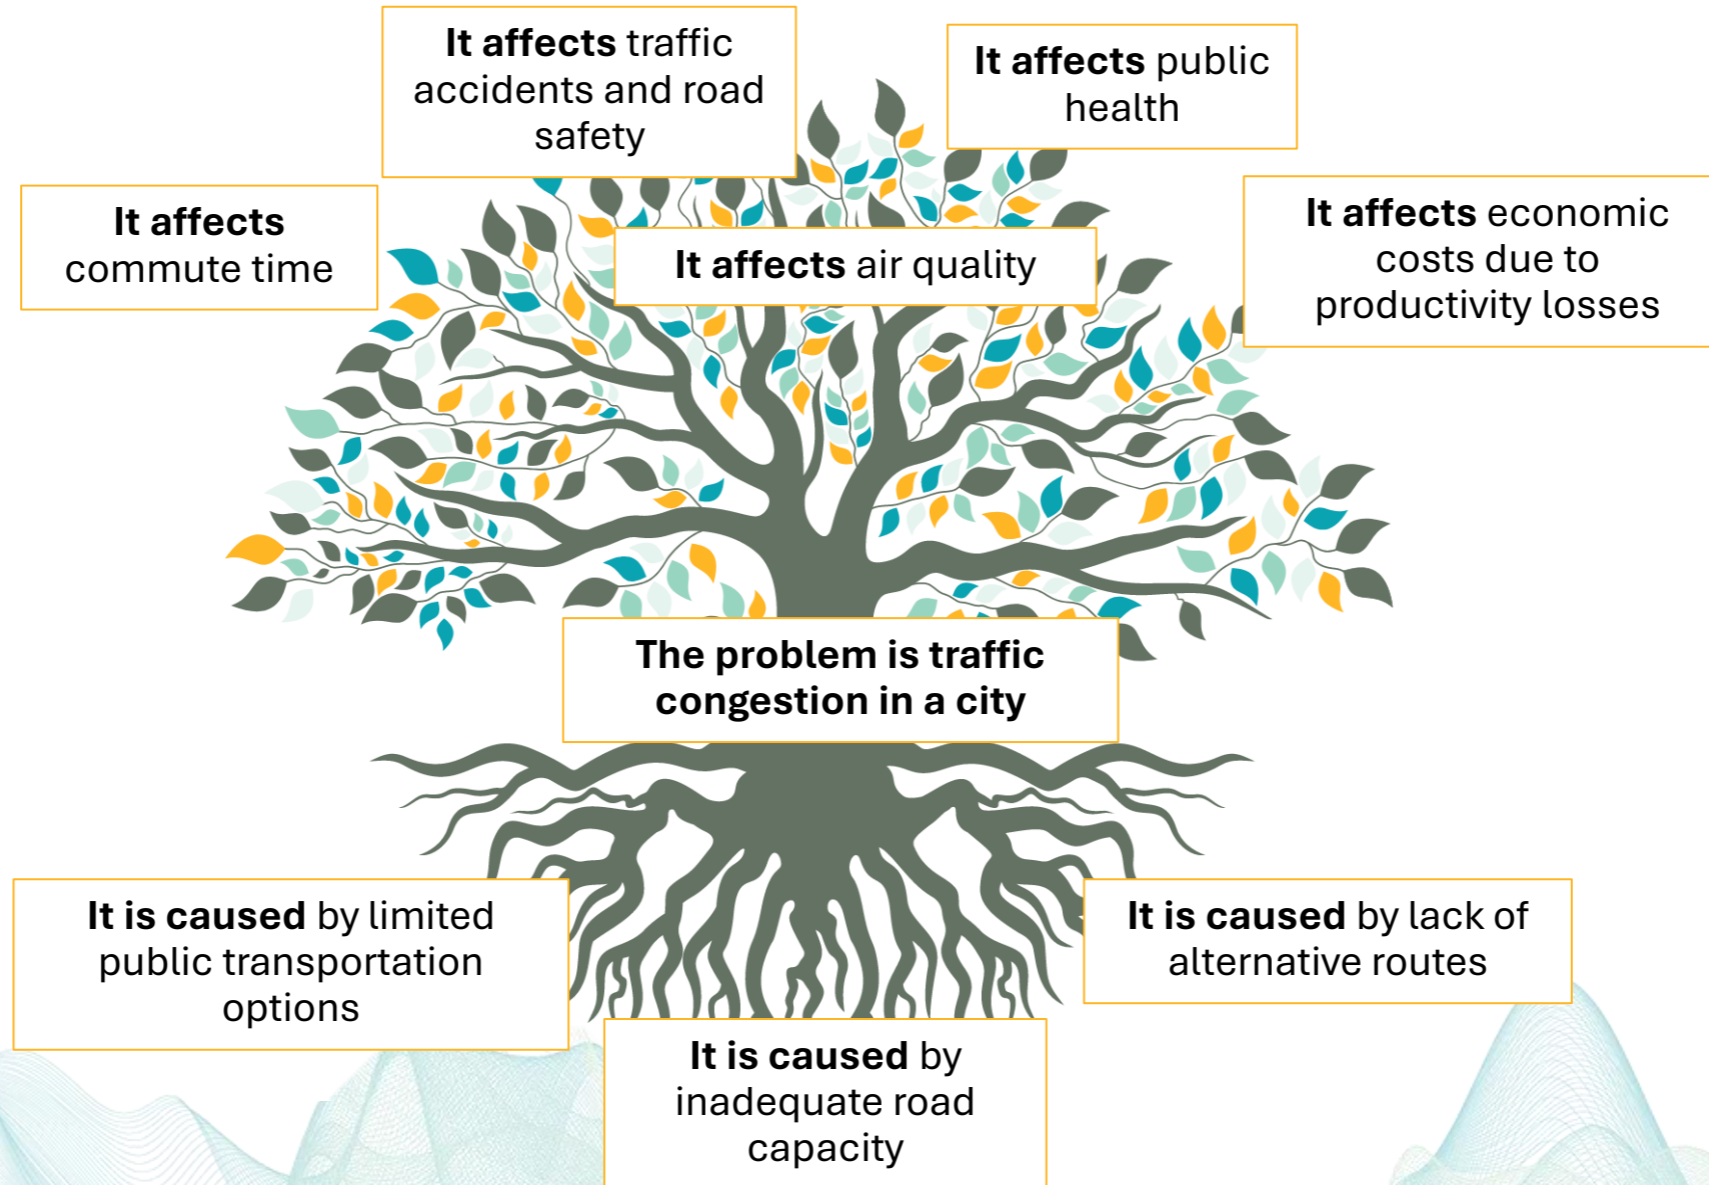 It affects traffic
accidents and road
safety
It affects public
health
It affects
commute time
It affects air quality
It affects economic
costs due to
productivity losses
The problem is traffic
congestion in a city
It is caused by limited
public transportation
options
It is caused by lack of
alternative routes
It is caused by
inadequate road
capacity